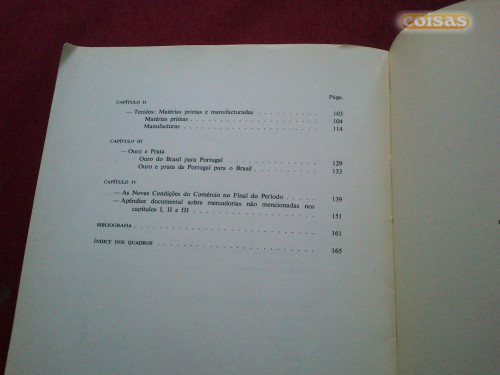 coisas
Págs.
CAPÍTULO II
— Tecidos: Matérias primas e manufacturadas . . . . . . . . 103
Matérias primas . . . . . . . . 104
Manufacturas . . . . . . . . 114
CAPÍTULO III
— Ouro e Prata
Ouro do Brasil para Portugal . . . . . . . . 129
Ouro e prata de Portugal para o Brasil . . . . . . . . 133
CAPÍTULO IV
— As Novas Condições do Comércio no Final do Período . . . . . 139
— Apêndice documental sobre mercadorias não mencionadas nos
capítulos I, II e III . . . . . . . . 151
BIBLIOGRAFIA . . . . . . . . 161
ÍNDICE DOS QUADROS . . . . . . . . 165